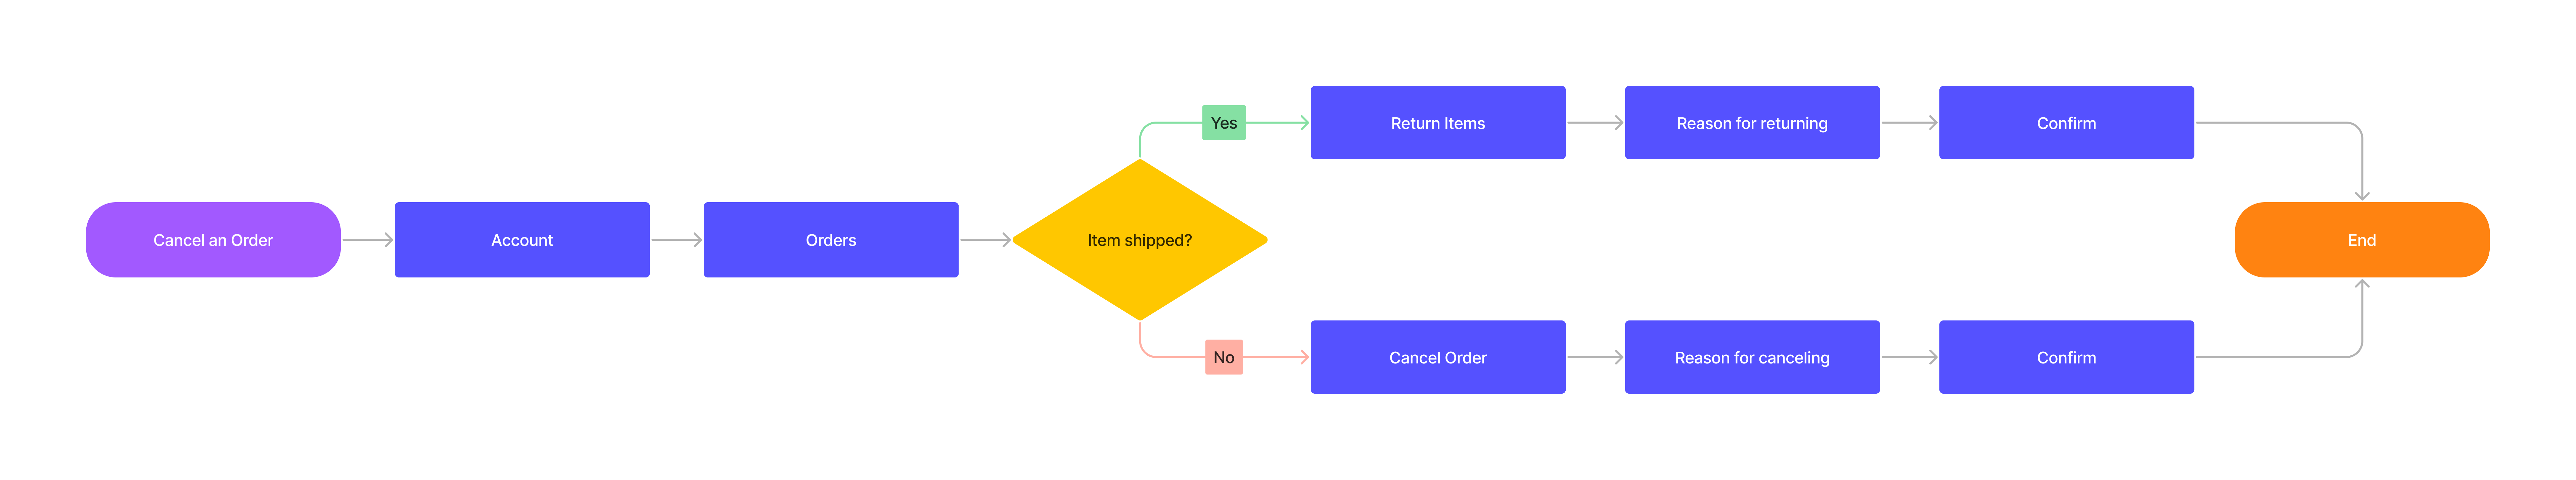 Cancel an Order
Account
Orders
Item shipped?
Yes
Return Items
Reason for returning
Confirm
No
Cancel Order
Reason for canceling
Confirm
End